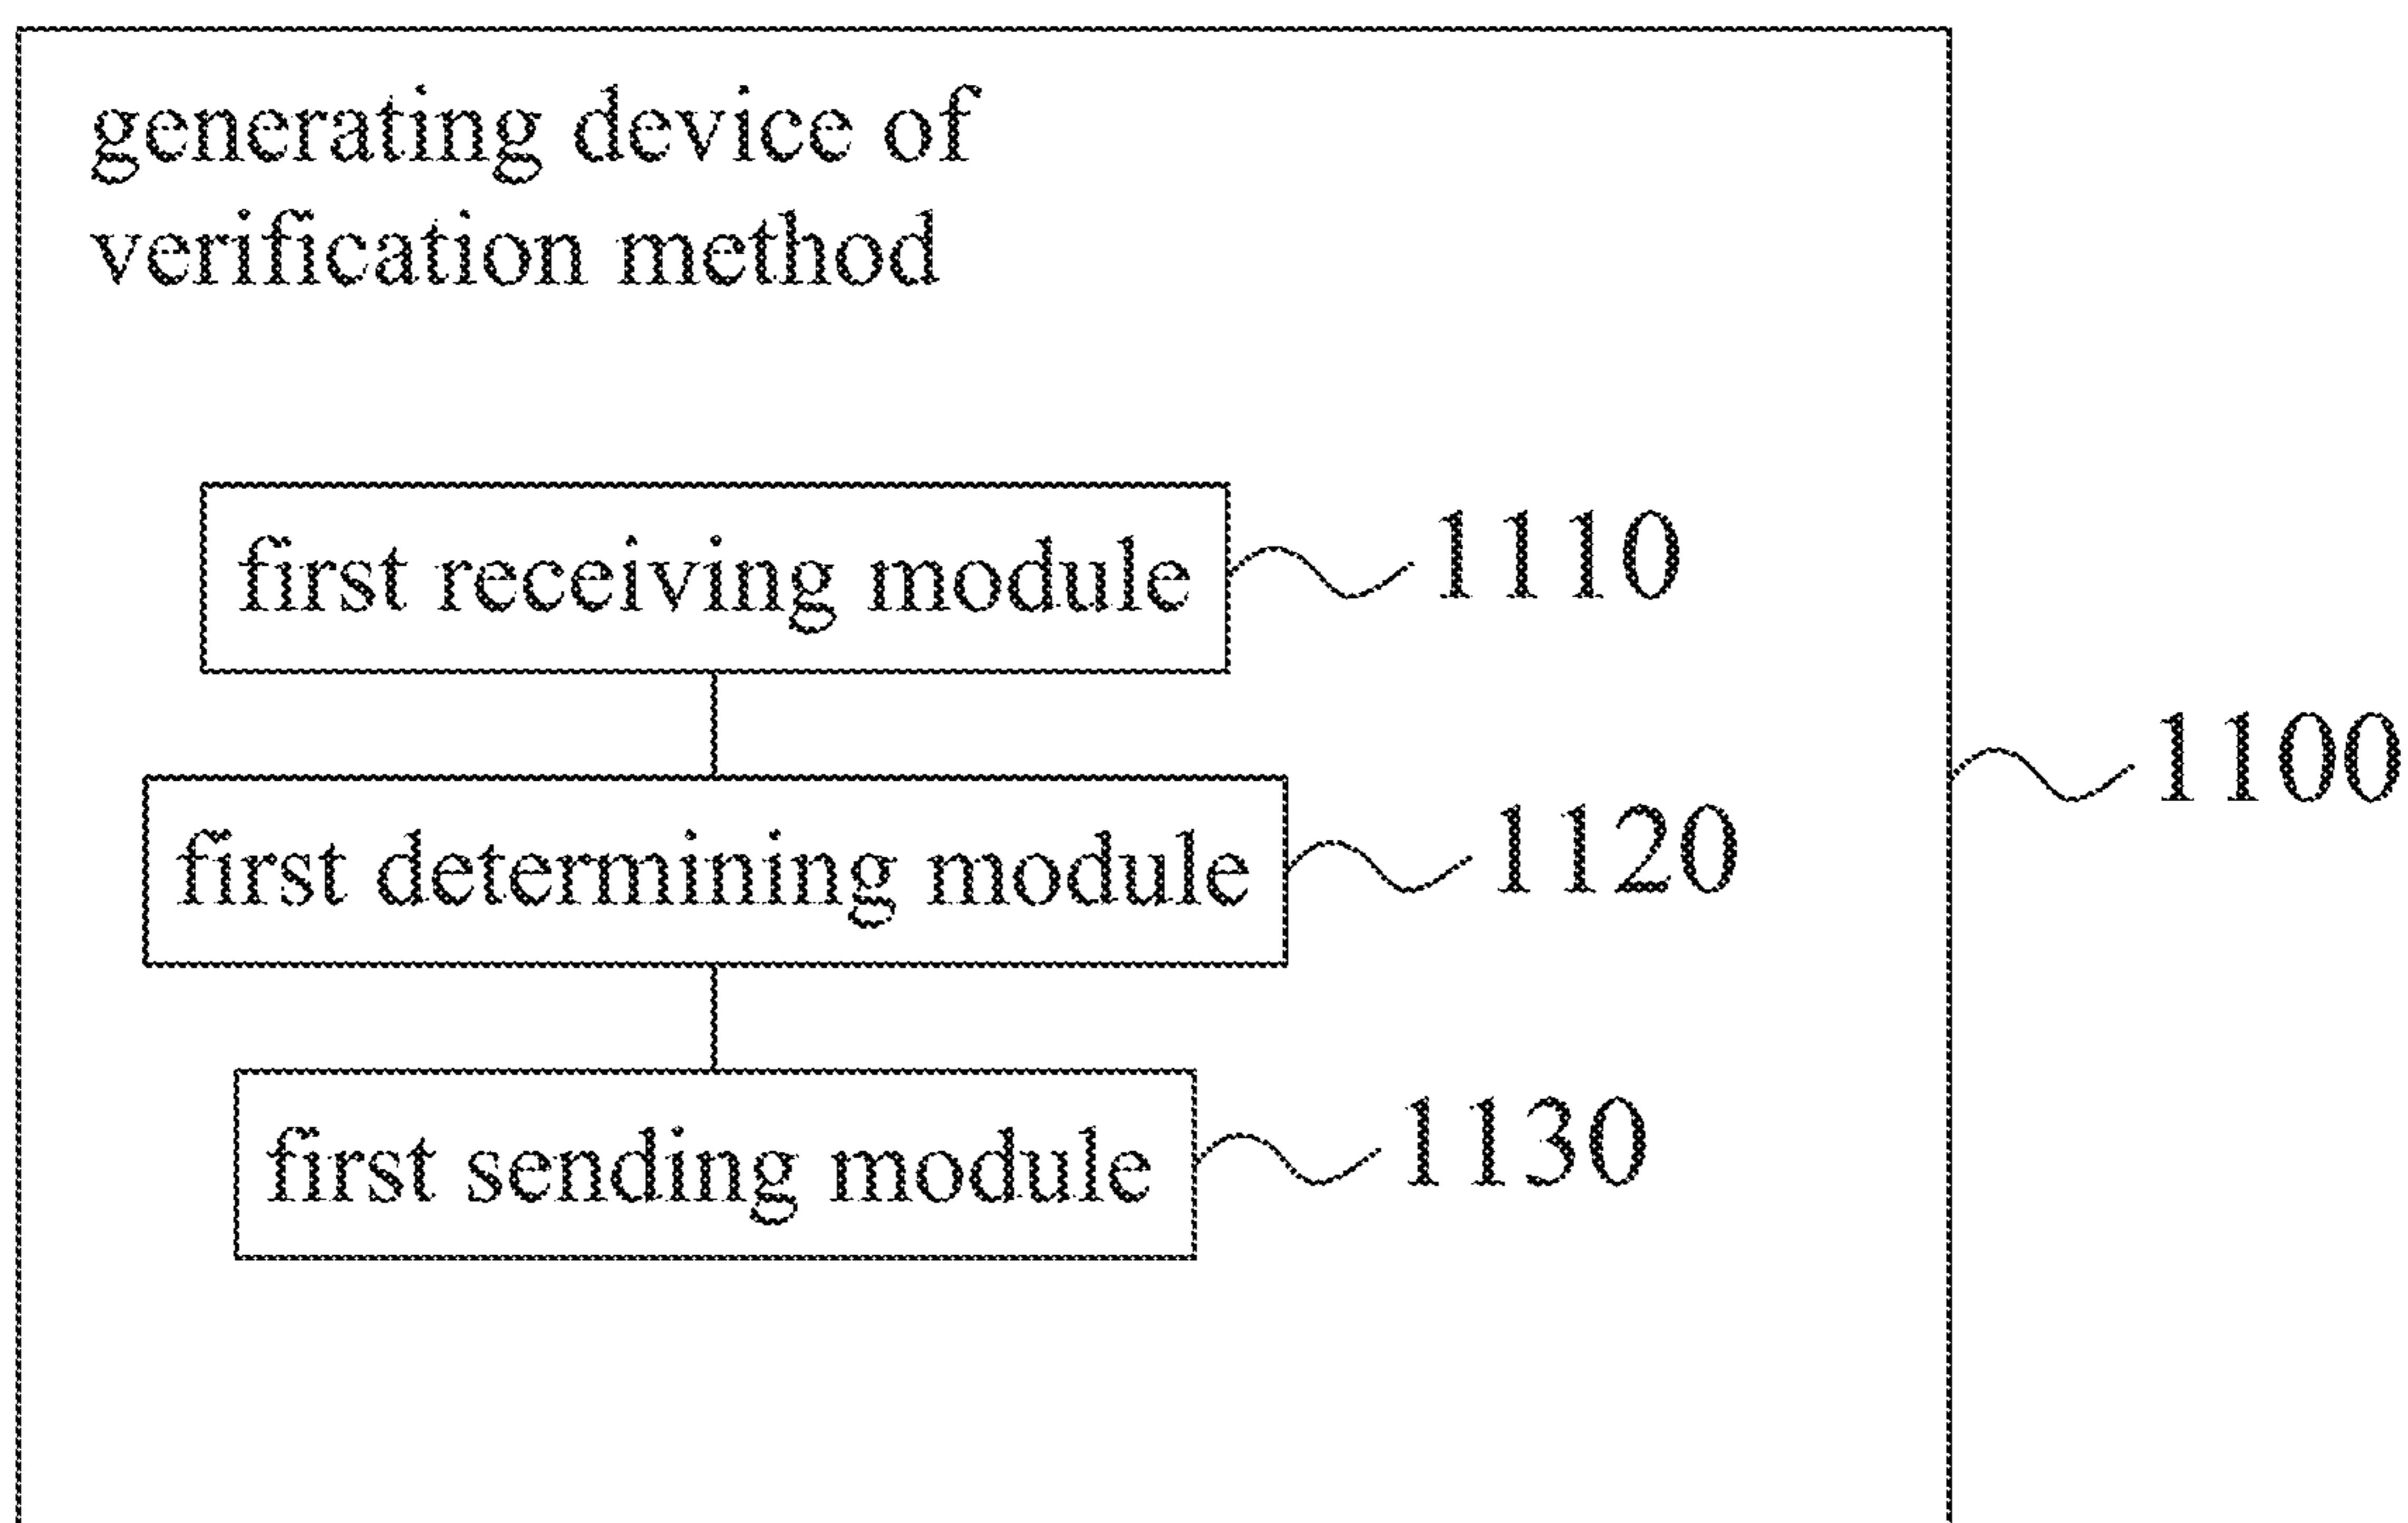 generating device of
verification method
first receiving module
1110
1100
first determining module
1120
first sending module
1130